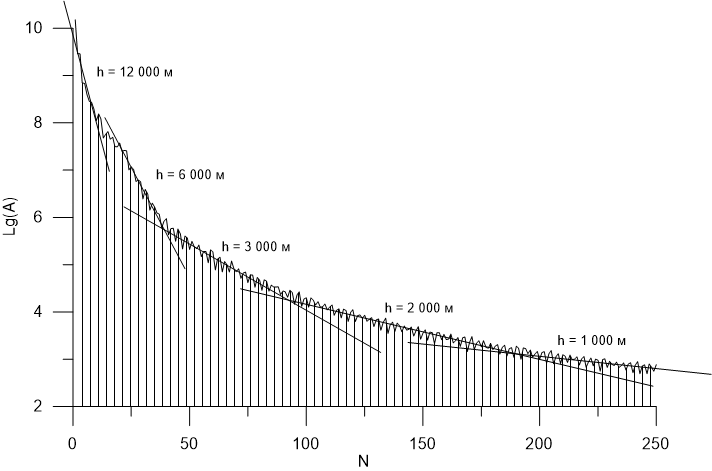 10
h = 12 000 м
8
h = 6 000 м
Lg(A)
6
h = 3 000 м
4
h = 2 000 м
h = 1 000 м
2
0 50 100 150 200 250
N